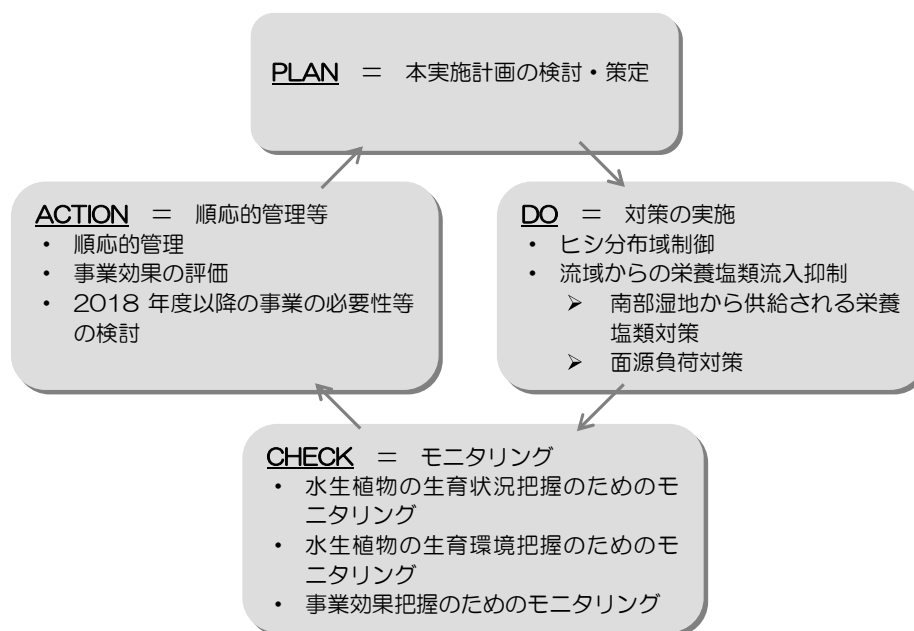 PLAN ＝ 本実施計画の検討・策定
ACTION ＝ 順応的管理等
・ 順応的管理
・ 事業効果の評価
・ 2018 年度以降の事業の必要性等
の検討
DO ＝ 対策の実施
・ ヒシ分布域制御
・ 流域からの栄養塩類流入抑制
➢ 南部湿地から供給される栄養
塩類対策
➢ 面源負荷対策
CHECK ＝ モニタリング
・ 水生植物の生育状況把握のためのモ
ニタリング
・ 水生植物の生育環境把握のためのモ
ニタリング
・ 事業効果把握のためのモニタリング